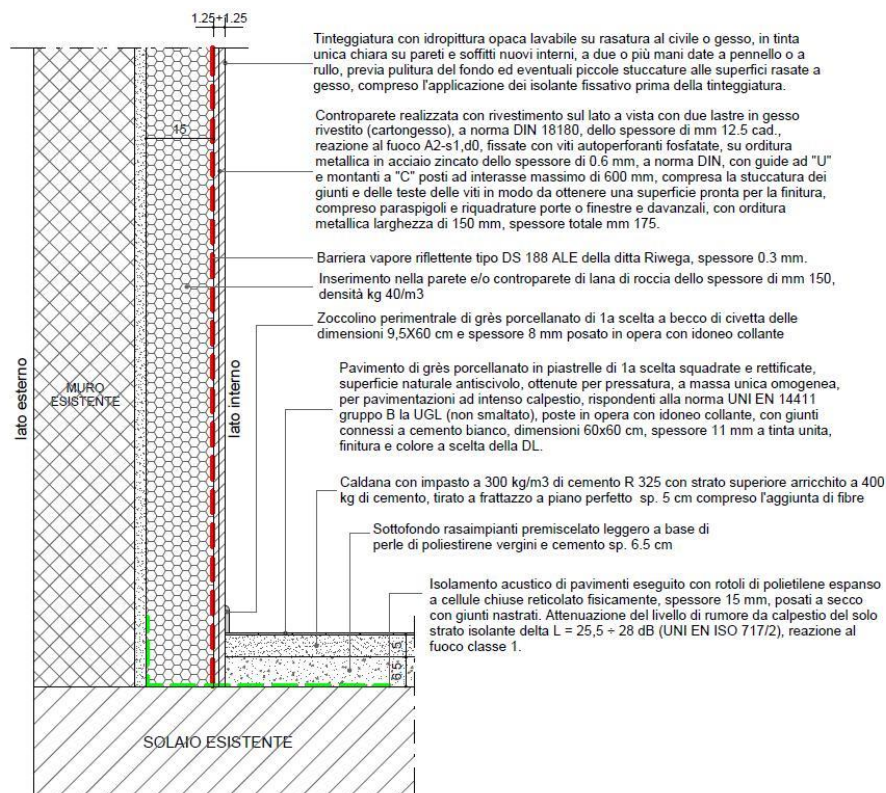 1.25+1.25
Tinteggiatura con idropittura opaca lavabile su rasatura al civile o gesso, in tinta
unica chiara su pareti e soffitti nuovi interni, a due o più mani date a pennello o a
rullo, previa pulitura del fondo ed eventuali piccole stuccature alle superfici rasate a
gesso, compreso l'applicazione dei isolante fissativo prima della tinteggiatura.
Controparete realizzata con rivestimento sul lato a vista con due lastre in gesso
rivestito (cartongesso), a norma DIN 18180, dello spessore di mm 12.5 cad.,
reazione al fuoco A2-s1,d0, fissate con viti autoperforanti fosfatate, su orditura
metallica in acciaio zincato dello spessore di 0.6 mm, a norma DIN, con guide ad "U"
e montanti a "C" posti ad interasse massimo di 600 mm, compresa la stuccatura dei
giunti e delle teste delle viti in modo da ottenere una superficie pronta per la finitura,
compreso paraspigoli e riquadrature porte o finestre e davanzali, con orditura
metallica larghezza di 150 mm, spessore totale mm 175.
15
Barriera vapore riflettente tipo DS 188 ALE della ditta Riwega, spessore 0.3 mm.
Inserimento nella parete e/o controparete di lana di roccia dello spessore di mm 150,
densità kg 40/m3
Zoccolino perimetrale di grès porcellanato di 1a scelta a becco di civetta delle
dimensioni 9,5X60 cm e spessore 8 mm posato in opera con idoneo collante
lato esterno
MURO
ESISTENTE
lato interno
Pavimento di grès porcellanato in piastrelle di 1a scelta squadrate e rettificate,
superficie naturale antiscivolo, ottenute per pressatura, a massa unica omogenea,
per pavimentazioni ad intenso calpestio, rispondenti alla norma UNI EN 14411
gruppo B la UGL (non smaltato), poste in opera con idoneo collante, con giunti
connessi a cemento bianco, dimensioni 60x60 cm, spessore 11 mm a tinta unita,
finitura e colore a scelta della DL.
Caldana con impasto a 300 kg/m3 di cemento R 325 con strato superiore arricchito a 400
kg di cemento, tirato a frattazzo a piano perfetto sp. 5 cm compreso l'aggiunta di fibre
Sottofondo rasaimpianti premiscelato leggero a base di
perle di poliestirene vergini e cemento sp. 6.5 cm
Isolamento acustico di pavimenti eseguito con rotoli di polietilene espanso
a cellule chiuse reticolato fisicamente, spessore 15 mm, posati a secco
con giunti nastrati. Attenuazione del livello di rumore da calpestio del solo
strato isolante delta L = 25,5 ÷ 28 dB (UNI EN ISO 717/2), reazione al
fuoco classe 1.
5
6.5
SOLAIO ESISTENTE